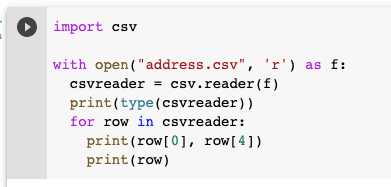 import csv
with open("address.csv", 'r') as f:
  csvreader = csv.reader(f)
  print(type(csvreader))
  for row in csvreader:
    print(row[0], row[4])
    print(row)